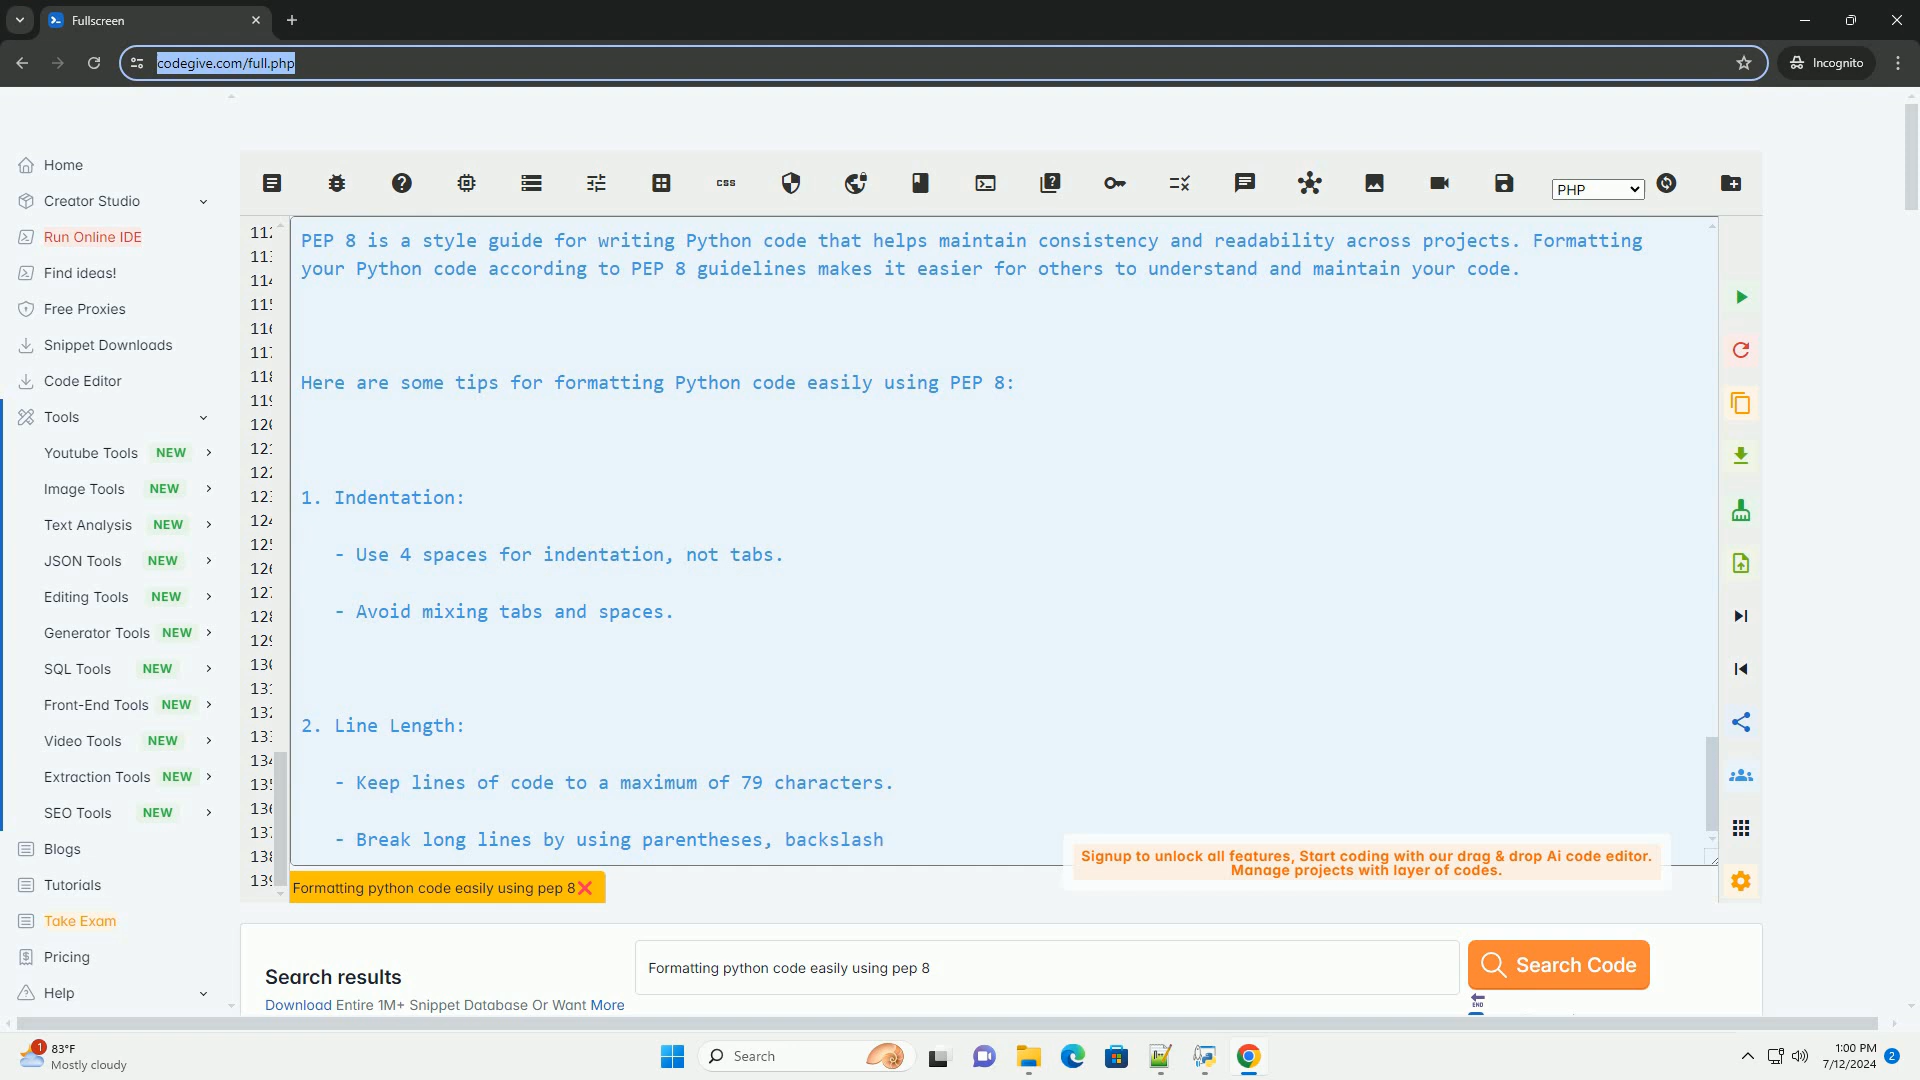 Fullscreen
codegive.com/full.php
Incognito
Home
Creator Studio
Run Online IDE
Find ideas!
Free Proxies
Snippet Downloads
Code Editor
Tools
Youtube Tools NEW
Image Tools NEW
Text Analysis NEW
JSON Tools NEW
Editing Tools NEW
Generator Tools NEW
SQL Tools NEW
Front-End Tools NEW
Video Tools NEW
Extraction Tools NEW
SEO Tools NEW
Blogs
Tutorials
Take Exam
Pricing
Help
css
PHP
PEP 8 is a style guide for writing Python code that helps maintain consistency and readability across projects. Formatting
your Python code according to PEP 8 guidelines makes it easier for others to understand and maintain your code.
Here are some tips for formatting Python code easily using PEP 8:
1. Indentation:
- Use 4 spaces for indentation, not tabs.
- Avoid mixing tabs and spaces.
2. Line Length:
- Keep lines of code to a maximum of 79 characters.
- Break long lines by using parentheses, backslash
Signup to unlock all features, Start coding with our drag & drop Ai code editor.
Manage projects with layer of codes.
Formatting python code easily using pep 8
Search results
Download Entire 1M+ Snippet Database Or Want More
Formatting python code easily using pep 8
Search Code
END
1
83°F
Mostly cloudy
Search
1:00 PM
7/12/2024
2